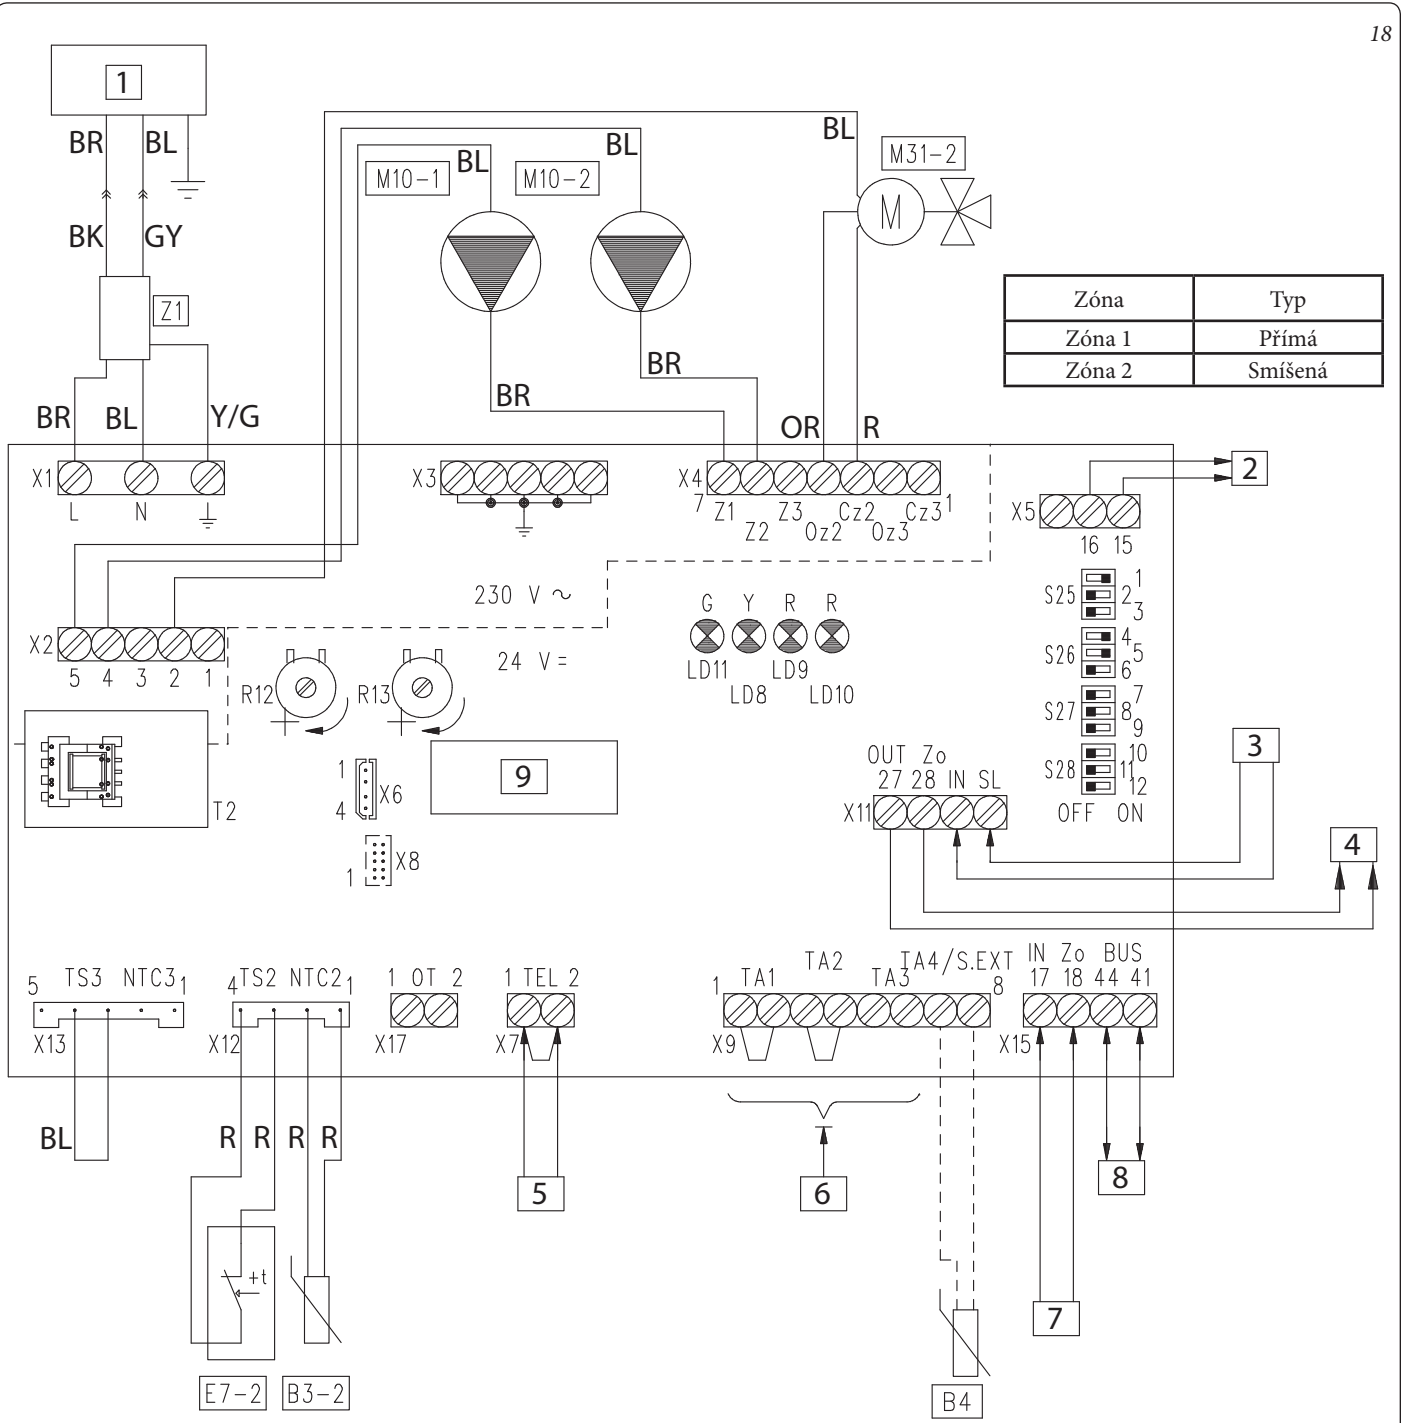 18
1
BR BL
BK GY
Z1
BR BL Y/G
M10-1 BL
M10-2 BL
BL M31-2
M
BR BR OR R
Zóna Typ
Zóna 1 Přímá
Zóna 2 Smíšená
X1
L N
X3
X4
7 Z1 Z3 Cz2 Cz3 1
Z2 Oz2 Oz3
X5
16 15
2
230 V ~
24 V =
X2
5 4 3 2 1
R12 R13
G Y R R
LD11 LD9
LD8 LD10
S25 1 2 3
S26 4 5 6
S27 7 8 9
S28 10 11 12
OFF ON
T2
1
4 X6
9
1 X8
OUT Zo
27 28 IN SL
X11
3
4
5 TS3 NTC3 1
X13
4 TS2 NTC2 1
X12
1 OT 2
X17
1 TEL 2
X7
1 TA1 TA2 TA3 TA4/S.EXT 8
X9
IN Zo BUS
17 18 44 41
X15
BL
R R R R
5
6
8
7
+t
E7-2 B3-2
B4